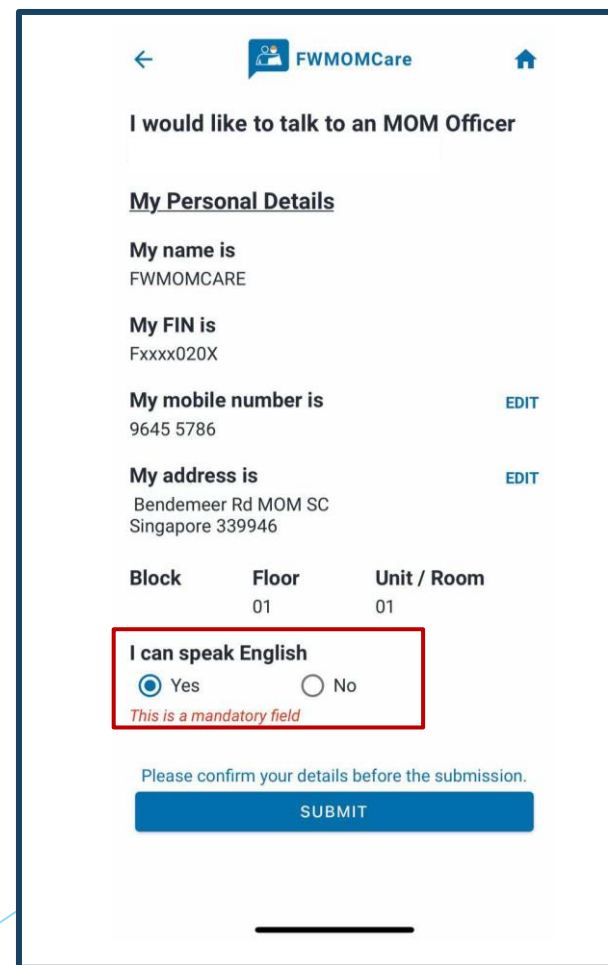 FWMOMCare
I would like to talk to an MOM Officer
My Personal Details
My name is
FWMOMCARE
My FIN is
Fxxxx020X
My mobile number is EDIT
9645 5786
My address is EDIT
Bendemeer Rd MOM SC
Singapore 339946
Block Floor Unit / Room
01 01
I can speak English
Yes No
This is a mandatory field
Please confirm your details before the submission.
SUBMIT